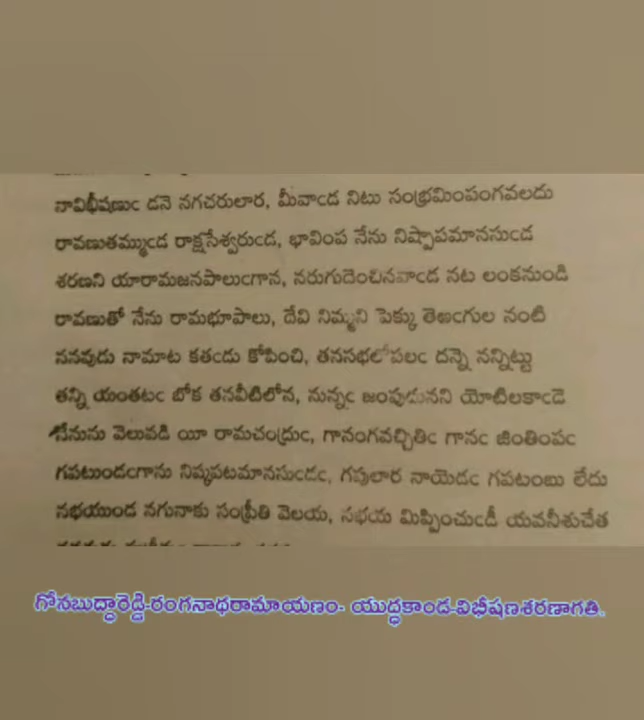 నావిభీషణుఁ డనె నగచరులార, మీవాఁడ నిటు సంభ్రమింపంగవలదు
రావణుతమ్ముఁడ రాక్షసేశ్వరుఁడ, భావింప నేను నిష్పాపమానసుఁడ
శరణని యారామజనపాలుఁగాన, నరుగుదెంచినవాఁడ నట లంకనుండి
రావణుతో నేను రామభూపాలు, దేవి నిమ్మని పెక్కు తెఱఁగుల నంటి
ననవుడు నామాట కతఁడు కోపించి, తనసభలోపలఁ దన్నె నన్నిట్టు
తన్ని యంతటఁ బోక తనవీటిలోన, నున్నఁ జంపుదునని యోటిలకాఁడె
నేనును వెలువడి యీ రామచంద్రుఁ, గానంగవచ్చితిఁ గానఁ జింతింపఁ
గపటుండఁగాను నిష్కపటమానసుఁడఁ, గపులార నాయెడఁ గపటంబు లేదు
నభయుండ నగునాకు సంప్రీతి వెలయ, నభయ మిప్పించుఁడీ యవనీశుచేత
గోనబుద్ధారెడ్డి-రంగనాథరామాయణం- యుద్ధకాండ-విభీషణశరణాగతి.